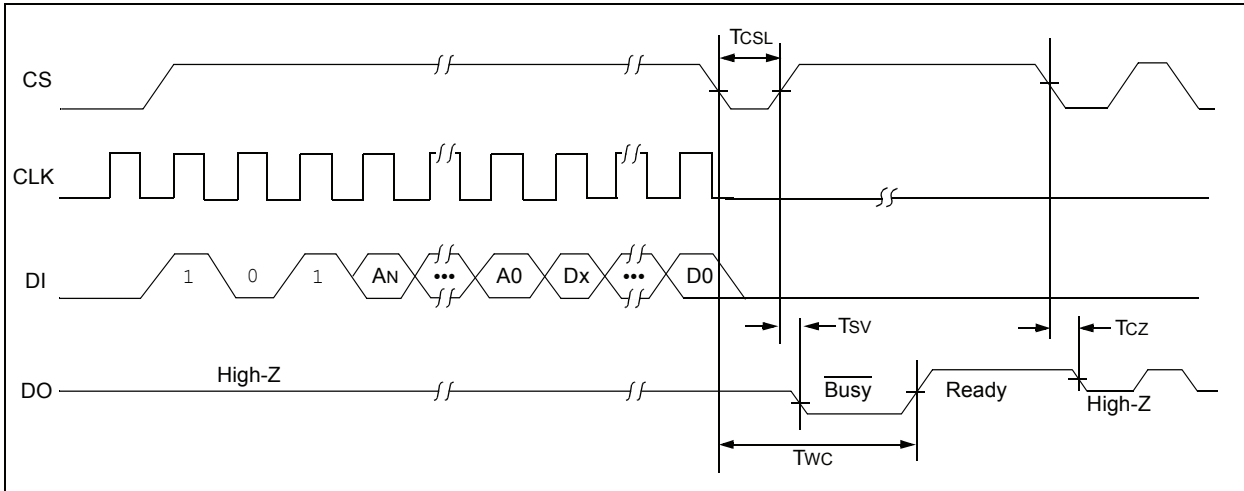 TCSL
CS
CLK
DI
1 0 1 AN ••• A0 Dx ••• D0
TSV
TCZ
High-Z
DO
Busy
Ready
High-Z
TWC